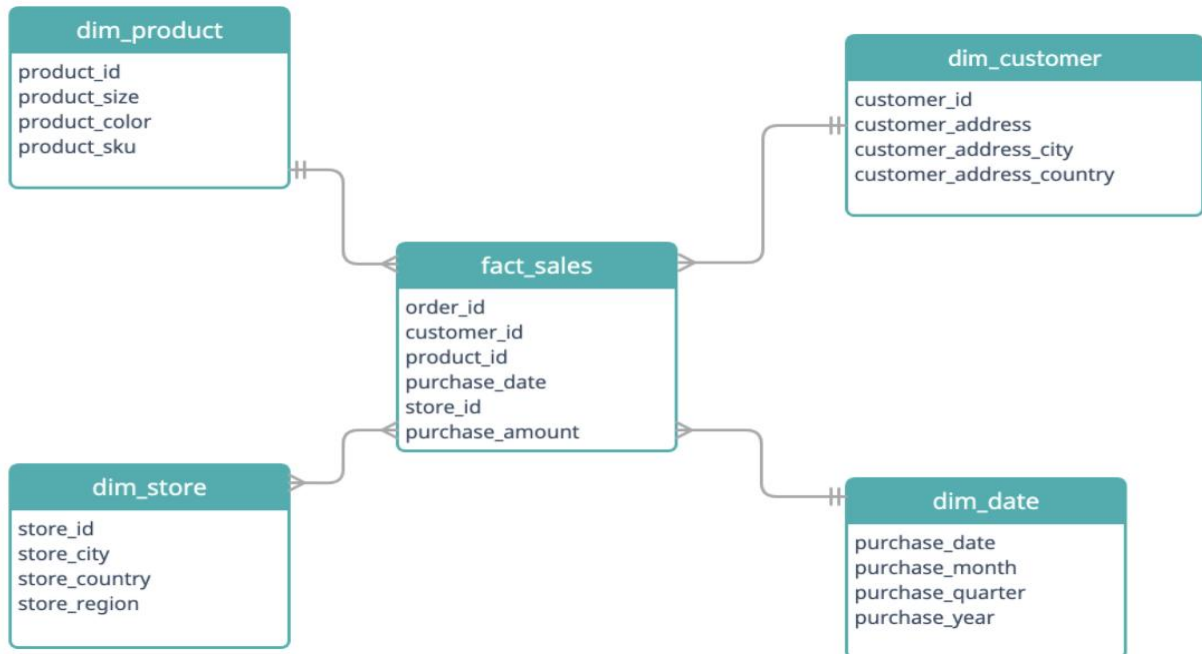 dim_product
product_id
product_size
product_color
product_sku
dim_customer
customer_id
customer_address
customer_address_city
customer_address_country
fact_sales
order_id
customer_id
product_id
purchase_date
store_id
purchase_amount
dim_store
store_id
store_city
store_country
store_region
dim_date
purchase_date
purchase_month
purchase_quarter
purchase_year